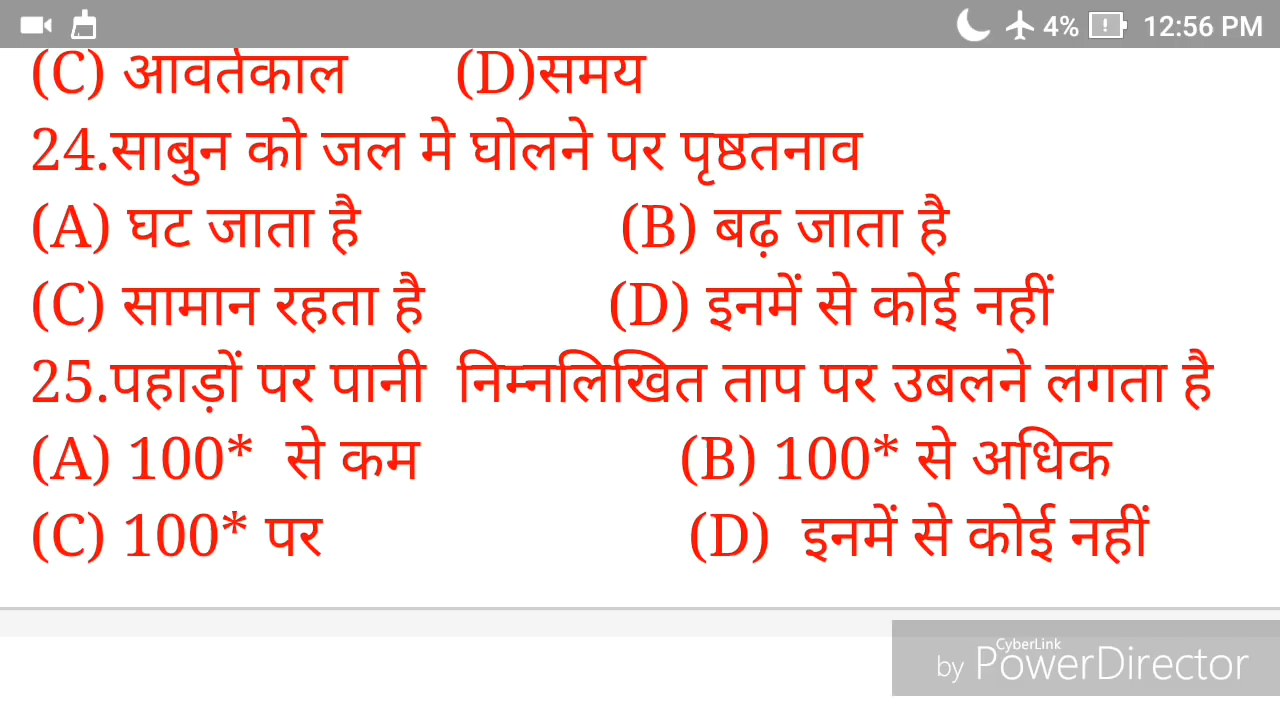 4% 12:56 PM
(C) आवर्तकाल (D)समय
24.साबुन को जल मे घोलने पर पृष्ठतनाव
(A) घट जाता है (B) बढ़ जाता है
(C) सामान रहता है (D) इनमें से कोई नहीं
25.पहाड़ों पर पानी निम्नलिखित ताप पर उबलने लगता है
(A) 100* से कम (B) 100* से अधिक
(C) 100* पर (D) इनमें से कोई नहीं
CyberLink
by PowerDirector